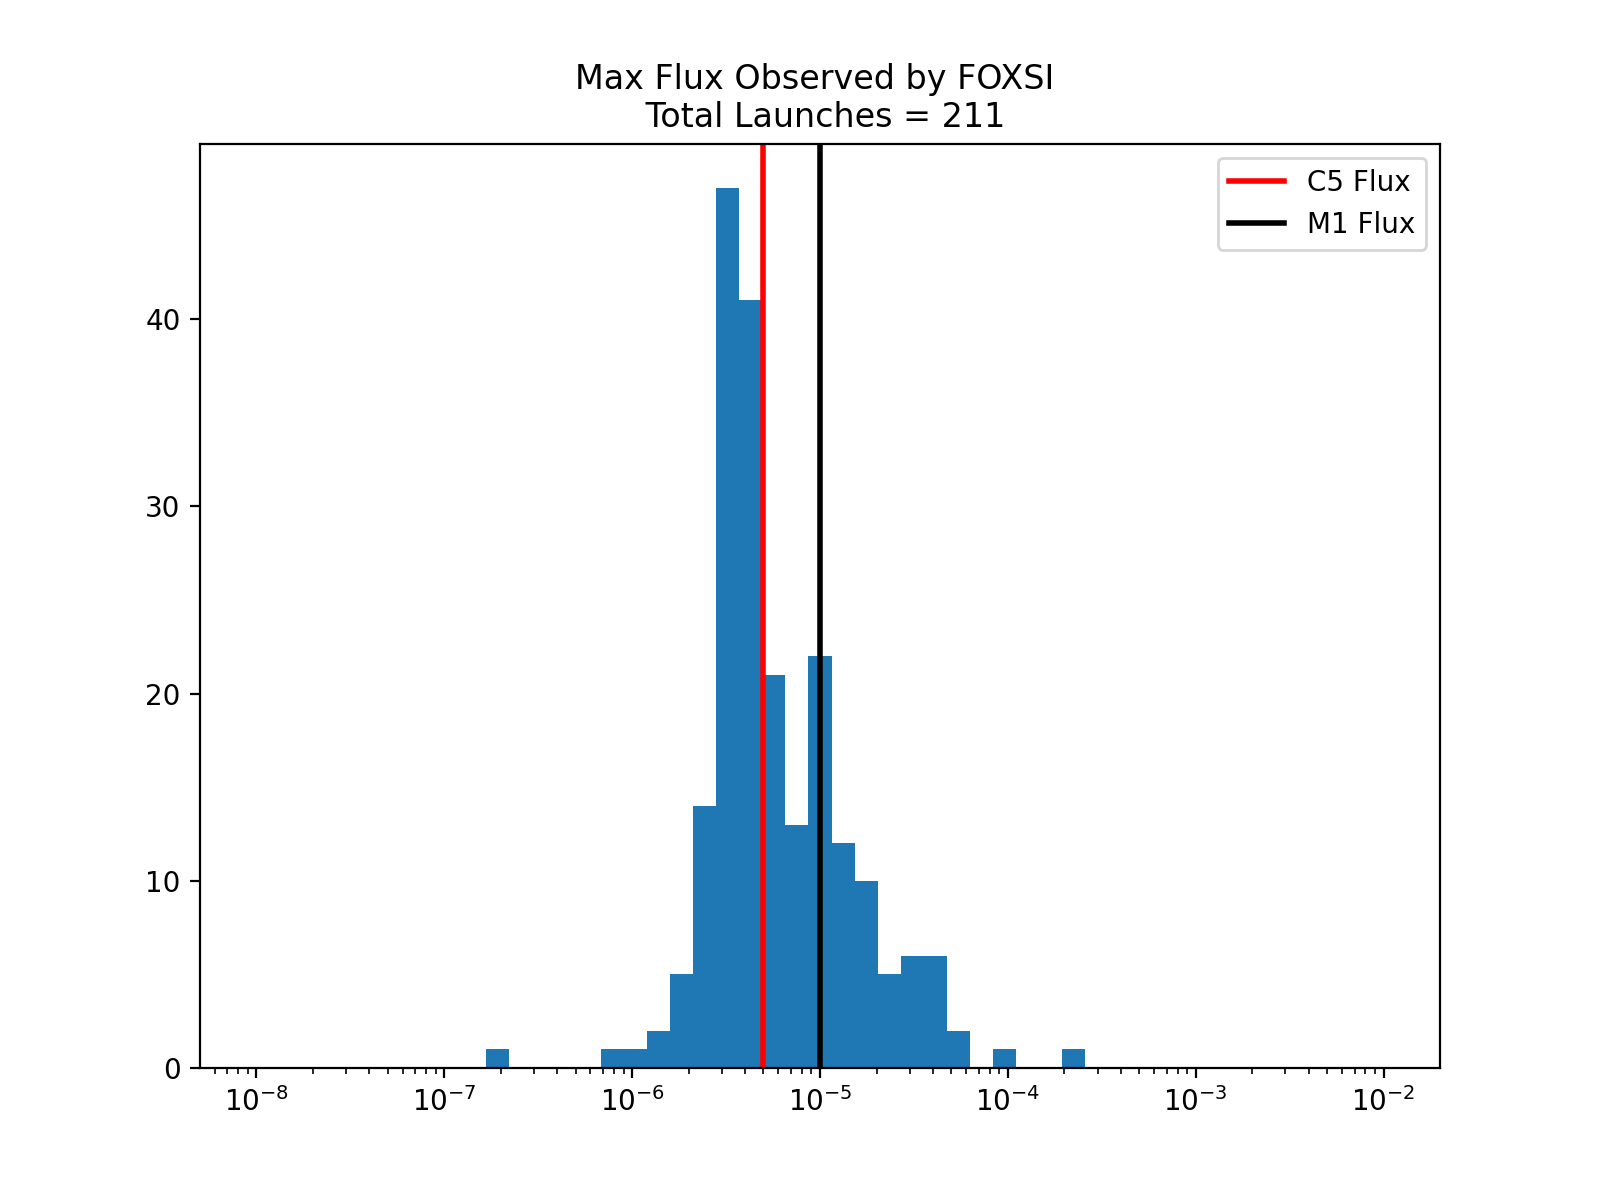 Max Flux Observed by FOXSI
Total Launches = 211
C5 Flux
M1 Flux
40
30
20
10
0
10⁻⁸ 10⁻⁷ 10⁻⁶ 10⁻⁵ 10⁻⁴ 10⁻³ 10⁻²